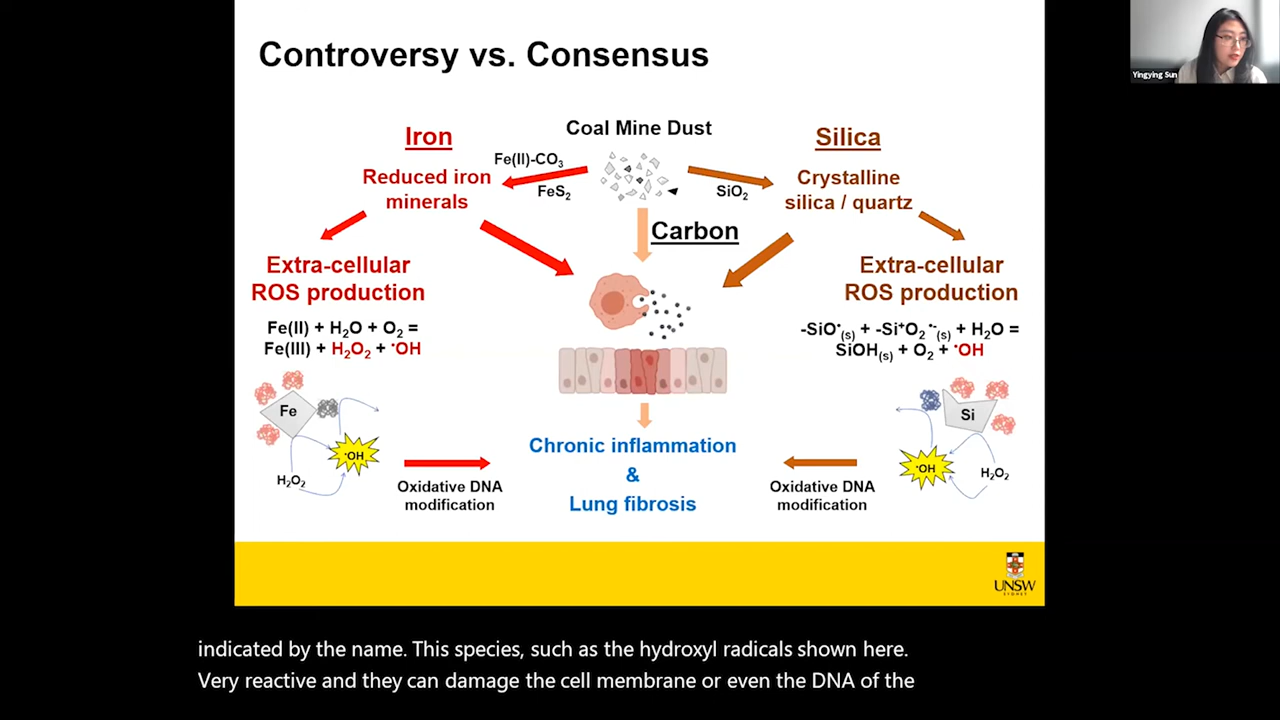 Controversy vs. Consensus
Yingying Sun
Iron
Coal Mine Dust
Silica
Fe(II)-CO₃
Reduced iron
minerals
FeS₂
SiO₂
Crystalline
silica / quartz
Carbon
Extra-cellular
ROS production
Extra-cellular
ROS production
Fe(II) + H₂O + O₂ =
Fe(III) + H₂O₂ + •OH
-SiO•(s) + -Si⁺O₂•⁻(s) + H₂O =
SiOH(s) + O₂ + •OH
Fe
•OH
H₂O₂
Si
•OH
H₂O₂
Chronic inflammation
&
Lung fibrosis
Oxidative DNA
modification
Oxidative DNA
modification
UNSW
SYDNEY
indicated by the name. This species, such as the hydroxyl radicals shown here.
Very reactive and they can damage the cell membrane or even the DNA of the